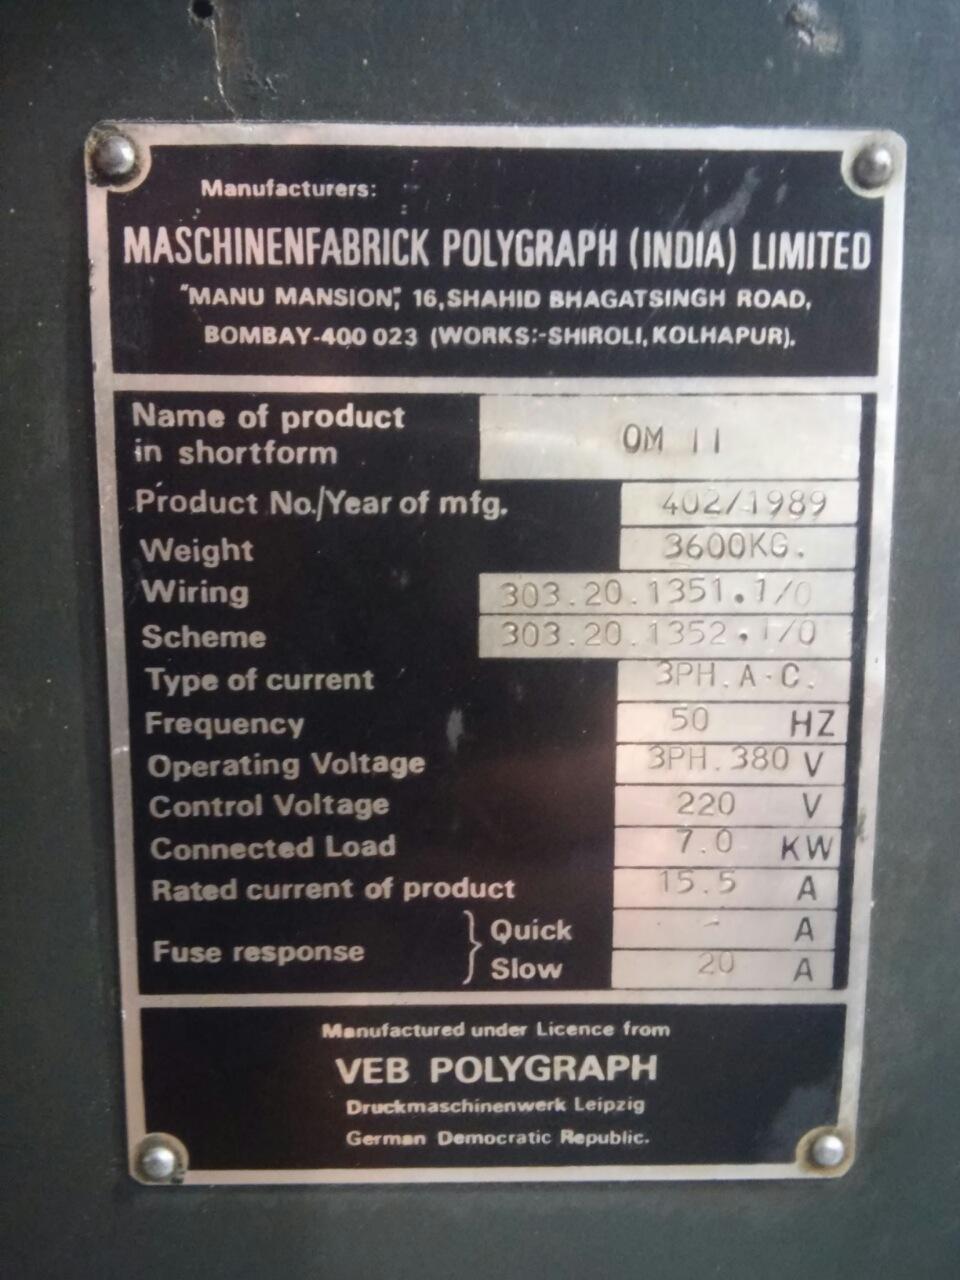 Manufacturers:
MASCHINENFABRICK POLYGRAPH (INDIA) LIMITED
"MANU MANSION", 16, SHAHID BHAGATSINGH ROAD,
BOMBAY-400 023 (WORKS:-SHIROLI, KOLHAPUR).
Name of product
in shortform OM 11
Product No./Year of mfg. 402/1989
Weight 3600KG.
Wiring 303.20.1351.1/0
Scheme 303.20.1352.1/0
Type of current 3PH.A.C.
Frequency 50 HZ
Operating Voltage 3PH.380 V
Control Voltage 220 V
Connected Load 7.0 KW
Rated current of product 15.5 A
Fuse response Quick - A
Slow 20 A
Manufactured under Licence from
VEB POLYGRAPH
Druckmaschinenwerk Leipzig
German Democratic Republic.